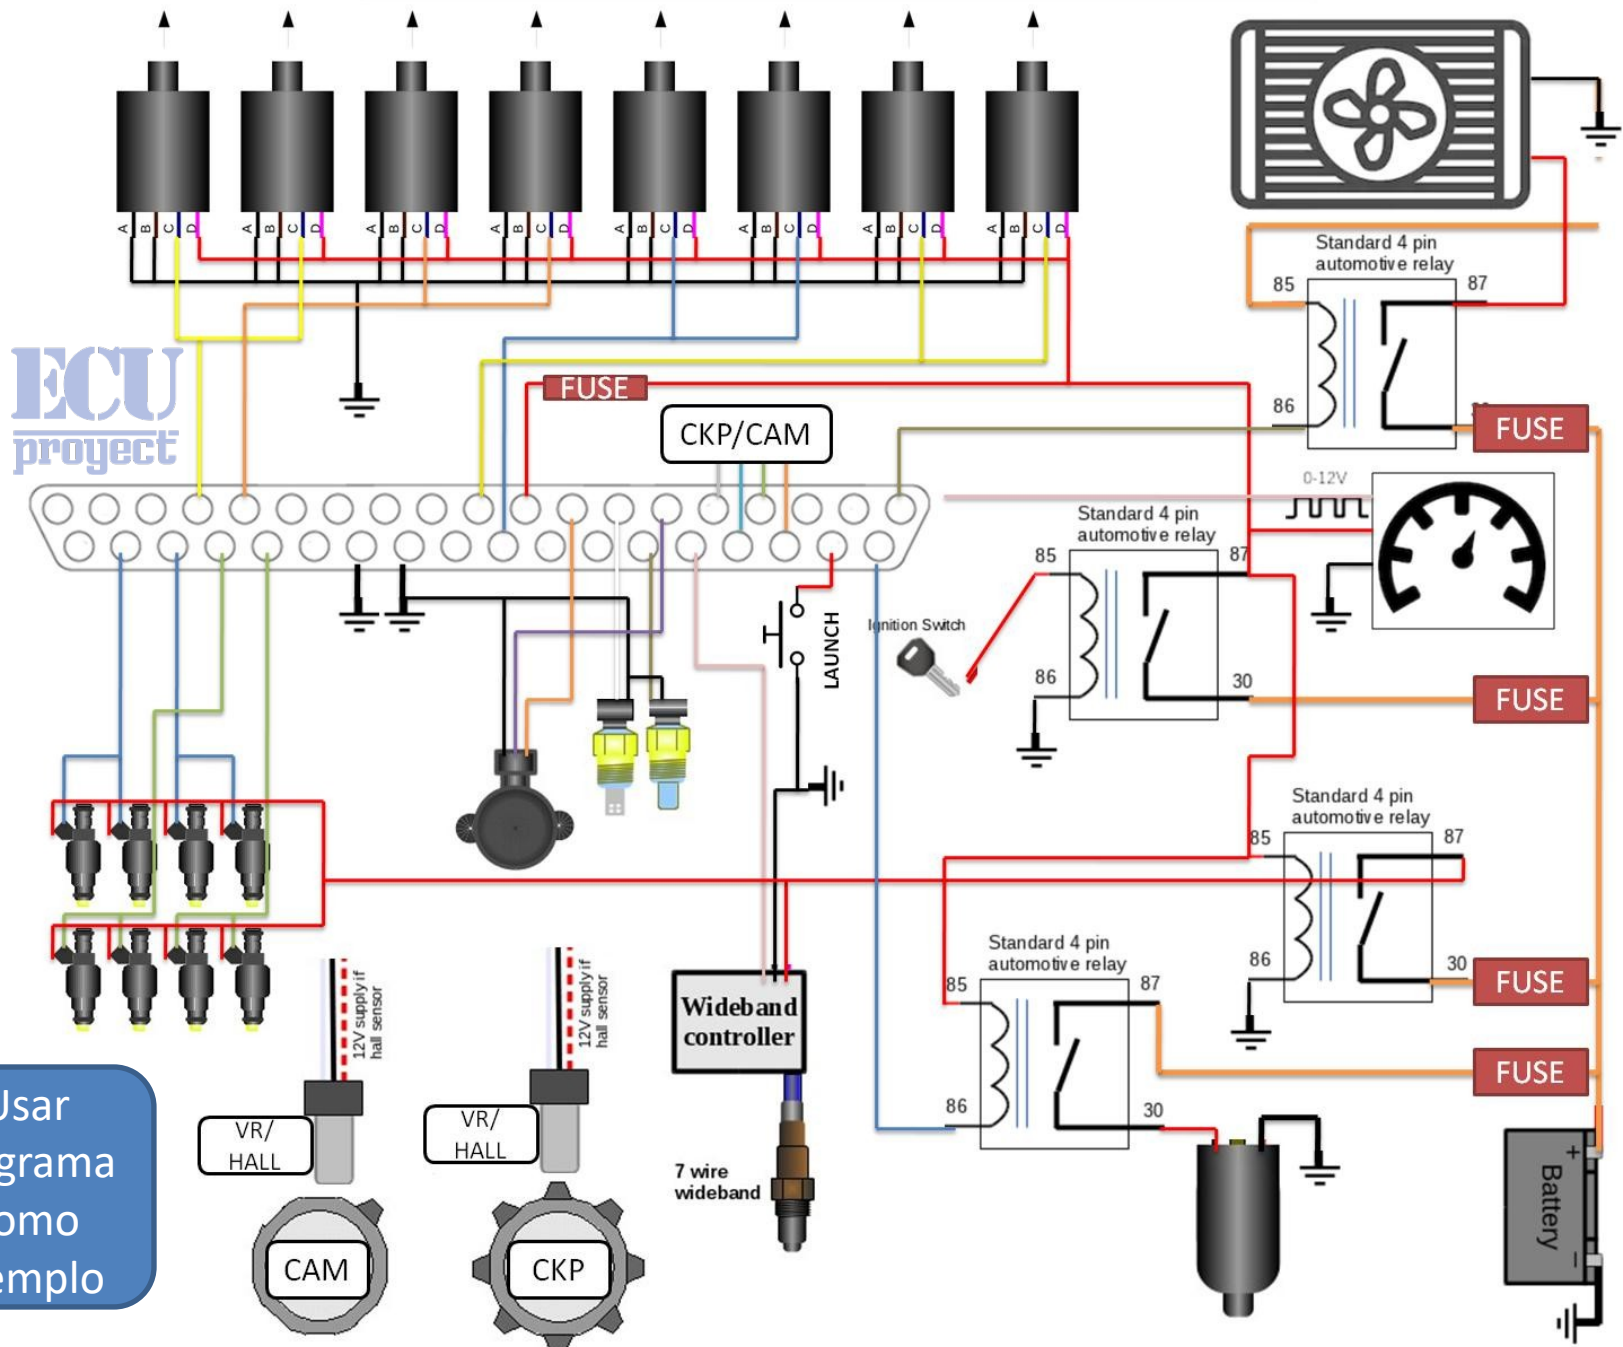 A B C D A B C D A B C D A B C D A B C D A B C D A B C D A B C D
Standard 4 pin
automotive relay
85
87
86
FUSE
ECU
proyect
FUSE
CKP/CAM
0-12V
Standard 4 pin
automotive relay
85
87
86
30
FUSE
Ignition Switch
LAUNCH
Standard 4 pin
automotive relay
85
87
86
30
FUSE
Standard 4 pin
automotive relay
85
87
86
30
FUSE
12V supply if
hall sensor
12V supply if
hall sensor
Wideband
controller
7 wire
wideband
VR/
HALL
VR/
HALL
CAM
CKP
Usar
grama
omo
emplo
+
Battery
-